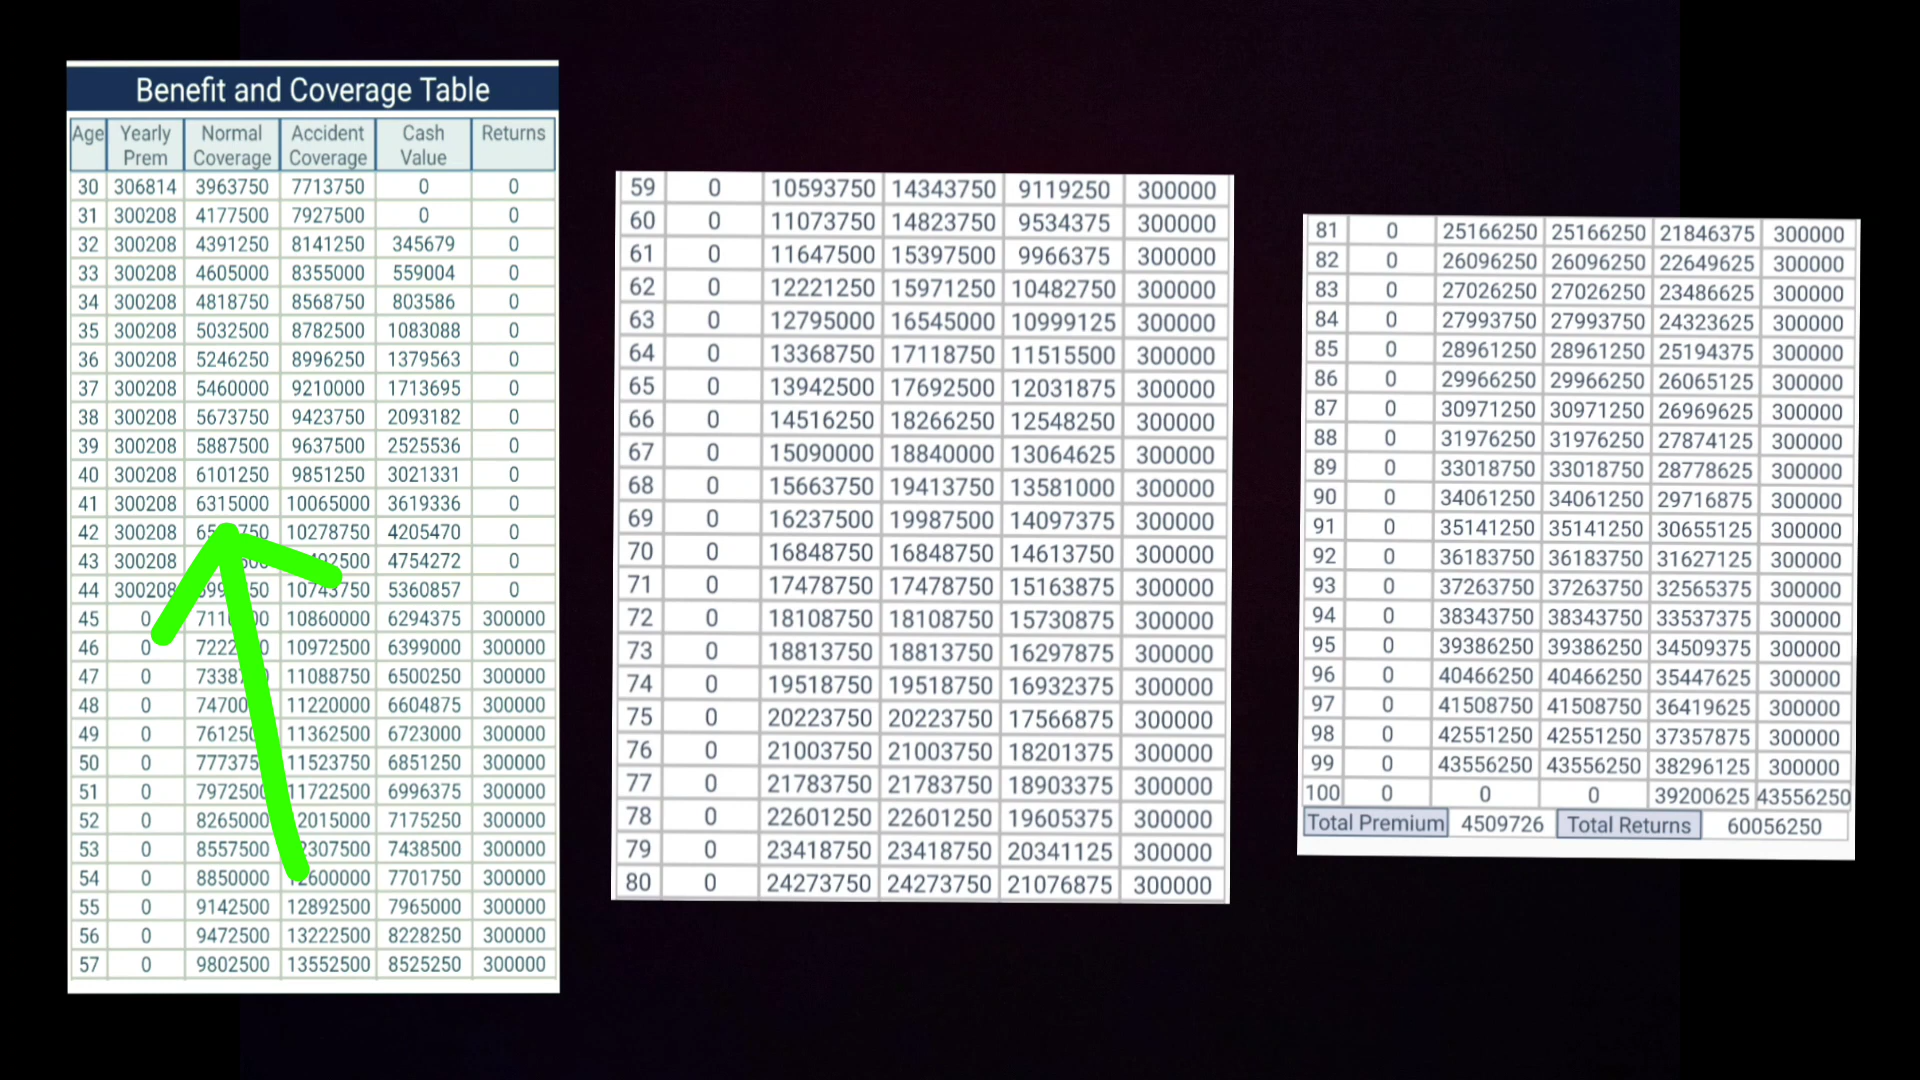 Benefit and Coverage Table
Age Yearly Prem Normal Coverage Accident Coverage Cash Value Returns
30 306814 3963750 7713750 0 0
31 300208 4177500 7927500 0 0
32 300208 4391250 8141250 345679 0
33 300208 4605000 8355000 559004 0
34 300208 4818750 8568750 803586 0
35 300208 5032500 8782500 1083088 0
36 300208 5246250 8996250 1379563 0
37 300208 5460000 9210000 1713695 0
38 300208 5673750 9423750 2093182 0
39 300208 5887500 9637500 2525536 0
40 300208 6101250 9851250 3021331 0
41 300208 6315000 10065000 3619336 0
42 300208 10278750 4205470 0
43 300208 4754272 0
44 300208 5360857 0
45 0 10860000 6294375 300000
46 0 10972500 6399000 300000
47 0 11088750 6500250 300000
48 0 11220000 6604875 300000
49 0 11362500 6723000 300000
50 0 11523750 6851250 300000
51 0 7972500 11722500 6996375 300000
52 0 8265000 7175250 300000
53 0 8557500 7438500 300000
54 0 8850000 12600000 7701750 300000
55 0 9142500 12892500 7965000 300000
56 0 9472500 13222500 8228250 300000
57 0 9802500 13552500 8525250 300000
59 0 10593750 14343750 9119250 300000
60 0 11073750 14823750 9534375 300000
61 0 11647500 15397500 9966375 300000
62 0 12221250 15971250 10482750 300000
63 0 12795000 16545000 10999125 300000
64 0 13368750 17118750 11515500 300000
65 0 13942500 17692500 12031875 300000
66 0 14516250 18266250 12548250 300000
67 0 15090000 18840000 13064625 300000
68 0 15663750 19413750 13581000 300000
69 0 16237500 19987500 14097375 300000
70 0 16848750 16848750 14613750 300000
71 0 17478750 17478750 15163875 300000
72 0 18108750 18108750 15730875 300000
73 0 18813750 18813750 16297875 300000
74 0 19518750 19518750 16932375 300000
75 0 20223750 20223750 17566875 300000
76 0 21003750 21003750 18201375 300000
77 0 21783750 21783750 18903375 300000
78 0 22601250 22601250 19605375 300000
79 0 23418750 23418750 20341125 300000
80 0 24273750 24273750 21076875 300000
81 0 25166250 25166250 21846375 300000
82 0 26096250 26096250 22649625 300000
83 0 27026250 27026250 23486625 300000
84 0 27993750 27993750 24323625 300000
85 0 28961250 28961250 25194375 300000
86 0 29966250 29966250 26065125 300000
87 0 30971250 30971250 26969625 300000
88 0 31976250 31976250 27874125 300000
89 0 33018750 33018750 28778625 300000
90 0 34061250 34061250 29716875 300000
91 0 35141250 35141250 30655125 300000
92 0 36183750 36183750 31627125 300000
93 0 37263750 37263750 32565375 300000
94 0 38343750 38343750 33537375 300000
95 0 39386250 39386250 34509375 300000
96 0 40466250 40466250 35447625 300000
97 0 41508750 41508750 36419625 300000
98 0 42551250 42551250 37357875 300000
99 0 43556250 43556250 38296125 300000
100 0 0 0 39200625 43556250
Total Premium 4509726 Total Returns 60056250